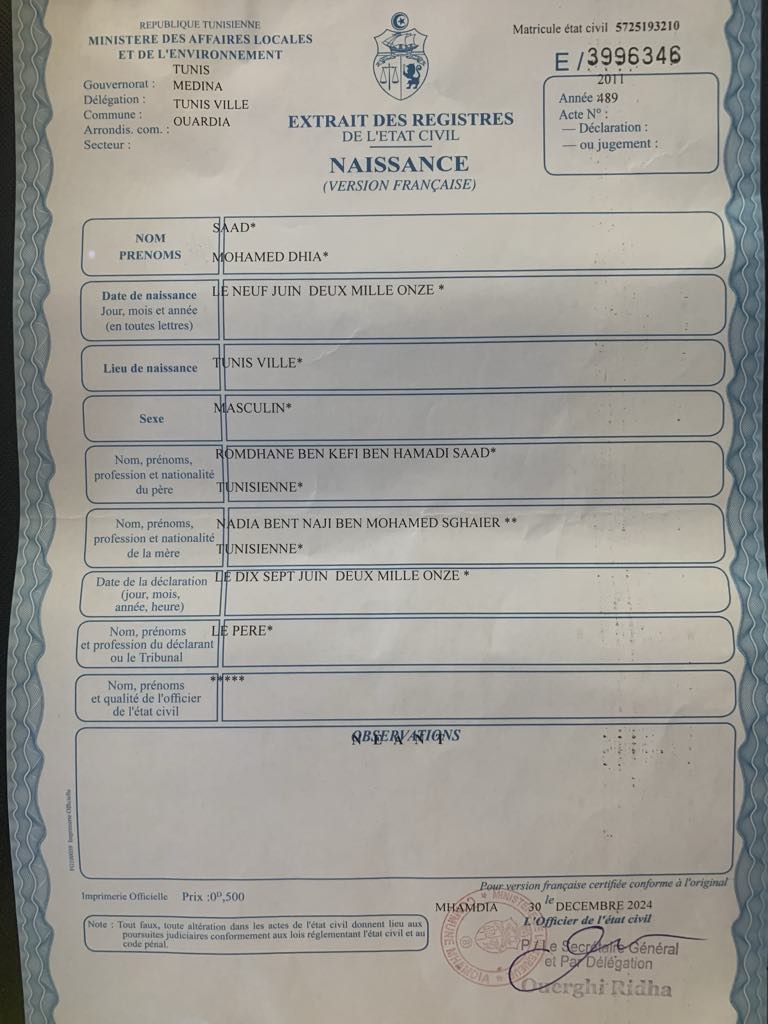 REPUBLIQUE TUNISIENNE
MINISTERE DES AFFAIRES LOCALES
ET DE L'ENVIRONNEMENT
Gouvernorat : TUNIS
Délégation : MEDINA
Commune : TUNIS VILLE
Arrondis. com. : OUARDIA
Secteur :
Matricule état civil 5725193210
E / 3996346
2011
Année :489
Acte N° :
— Déclaration :
— ou jugement :
EXTRAIT DES REGISTRES
DE L'ETAT CIVIL
NAISSANCE
(VERSION FRANÇAISE)
NOM
PRENOMS
SAAD*
MOHAMED DHIA*
Date de naissance
Jour, mois et année
(en toutes lettres)
LE NEUF JUIN DEUX MILLE ONZE *
Lieu de naissance
TUNIS VILLE*
Sexe
MASCULIN*
Nom, prénoms,
profession et nationalité
du père
ROMDHANE BEN KEFI BEN HAMADI SAAD*
TUNISIENNE*
Nom, prénoms,
profession et nationalité
de la mère
NADIA BENT NAJI BEN MOHAMED SGHAIER **
TUNISIENNE*
Date de la déclaration
(jour, mois,
année, heure)
LE DIX SEPT JUIN DEUX MILLE ONZE *
Nom, prénoms
et profession du déclarant
ou le Tribunal
LE PERE*
Nom, prénoms
et qualité de l'officier
de l'état civil
*****
OBSERVATIONS
N E A N T
Imprimerie Officielle Prix :0ᴰ,500
Note : Tout faux, toute altération dans les actes de l'état civil donnent lieu aux
poursuites judiciaires conformement aux lois réglementant l'état civil et au
code pénal.
Pour version française certifiée conforme à l'original
MHAMDIA le 30 DECEMBRE 2024
L'Officier de l'état civil
P / Le Secrétaire Général
et Par Délégation
Ouerghi Ridha
COMMUNE MHAMDIA